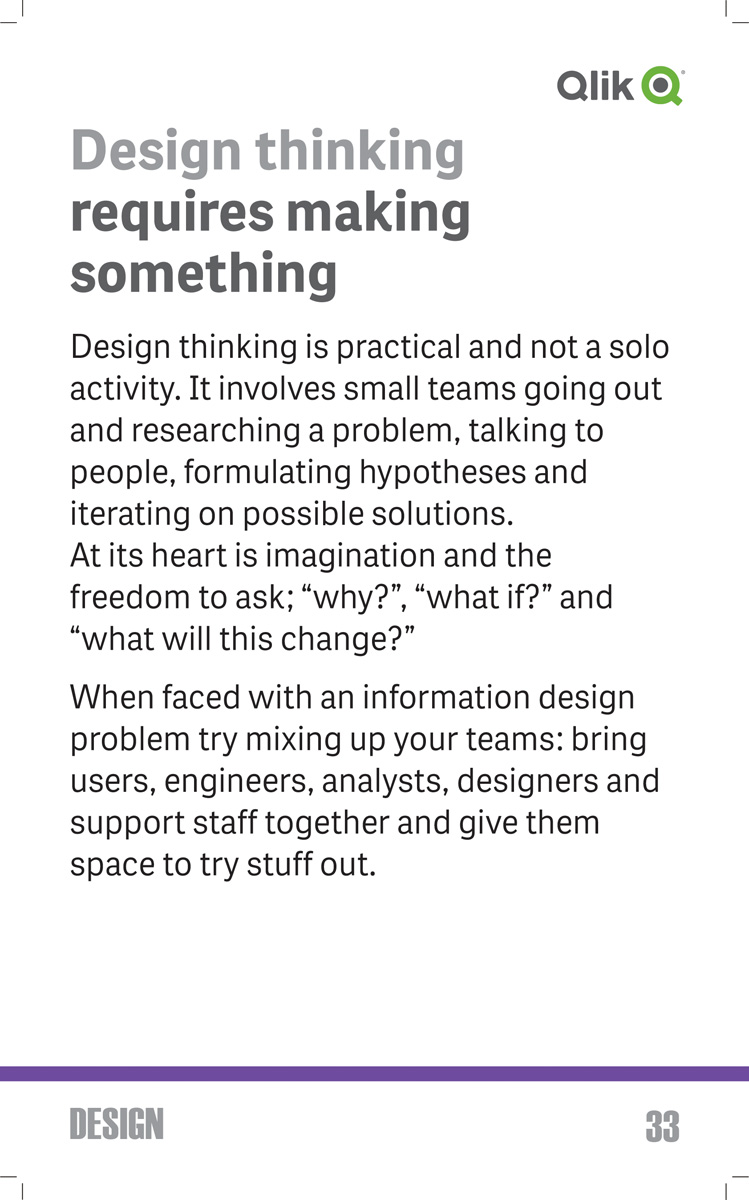 Qlik
Design thinking
requires making
something
Design thinking is practical and not a solo
activity. It involves small teams going out
and researching a problem, talking to
people, formulating hypotheses and
iterating on possible solutions.
At its heart is imagination and the
freedom to ask; “why?”, “what if?” and
“what will this change?”
When faced with an information design
problem try mixing up your teams: bring
users, engineers, analysts, designers and
support staff together and give them
space to try stuff out.
DESIGN
33